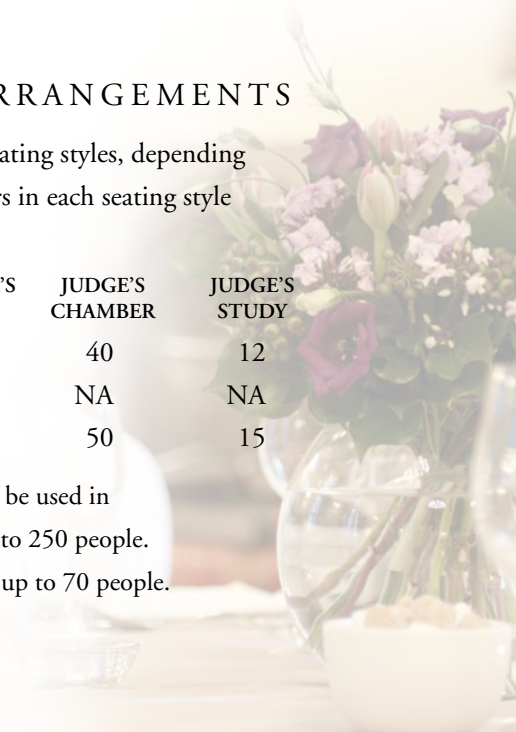 RRANGEMENTS
ating styles, depending
rs in each seating style
'S JUDGE'S JUDGE'S
CHAMBER STUDY
40 12
NA NA
50 15
be used in
to 250 people.
up to 70 people.